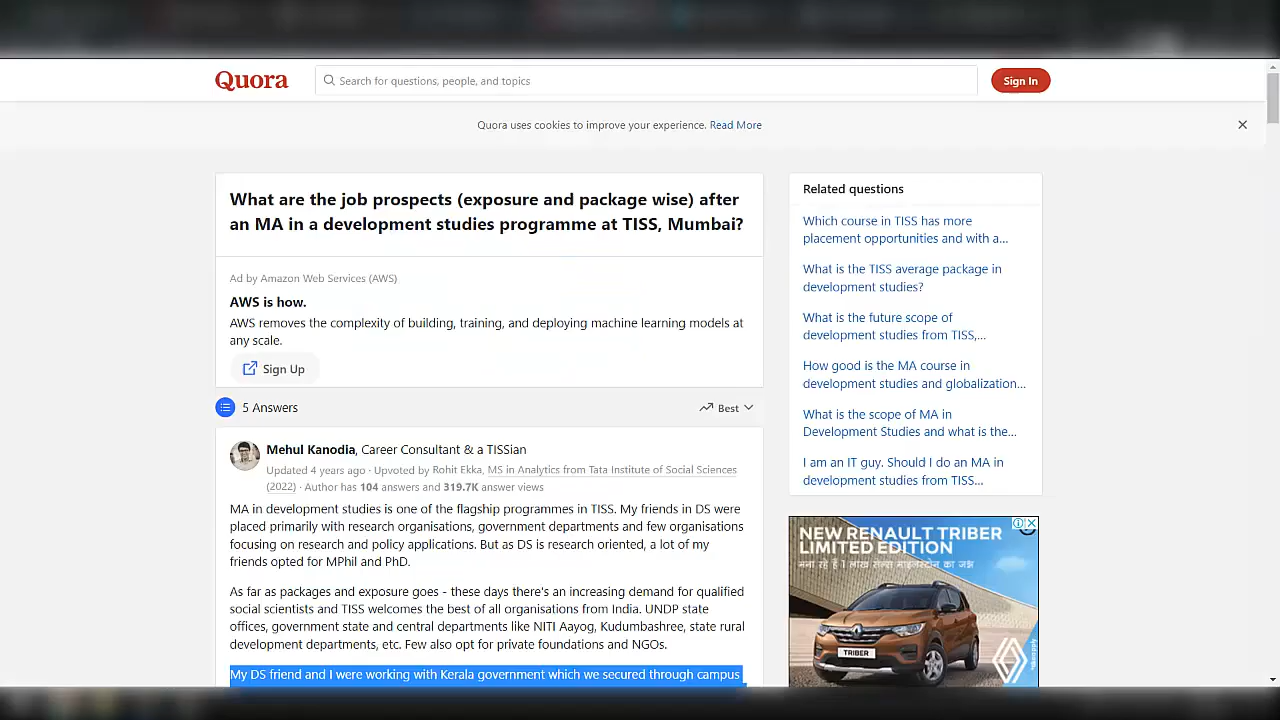 Quora
Search for questions, people, and topics
Sign In
Quora uses cookies to improve your experience. Read More
What are the job prospects (exposure and package wise) after
an MA in a development studies programme at TISS, Mumbai?
Ad by Amazon Web Services (AWS)
AWS is how.
AWS removes the complexity of building, training, and deploying machine learning models at
any scale.
Sign Up
5 Answers
Best
Mehul Kanodia, Career Consultant & a TISSian
Updated 4 years ago · Upvoted by Rohit Ekka, MS in Analytics from Tata Institute of Social Sciences
(2022) · Author has 104 answers and 319.7K answer views
MA in development studies is one of the flagship programmes in TISS. My friends in DS were
placed primarily with research organisations, government departments and few organisations
focusing on research and policy applications. But as DS is research oriented, a lot of my
friends opted for MPhil and PhD.
As far as packages and exposure goes - these days there's an increasing demand for qualified
social scientists and TISS welcomes the best of all organisations from India. UNDP state
offices, government state and central departments like NITI Aayog, Kudumbashree, state rural
development departments, etc. Few also opt for private foundations and NGOs.
My DS friend and I were working with Kerala government which we secured through campus
Related questions
Which course in TISS has more
placement opportunities and with a...
What is the TISS average package in
development studies?
What is the future scope of
development studies from TISS,...
How good is the MA course in
development studies and globalization...
What is the scope of MA in
Development Studies and what is the...
I am an IT guy. Should I do an MA in
development studies from TISS...
NEW RENAULT TRIBER
LIMITED EDITION
मना रहे हैं 1 लाख सेल्स माइलस्टोन का जश्न
TRIBER